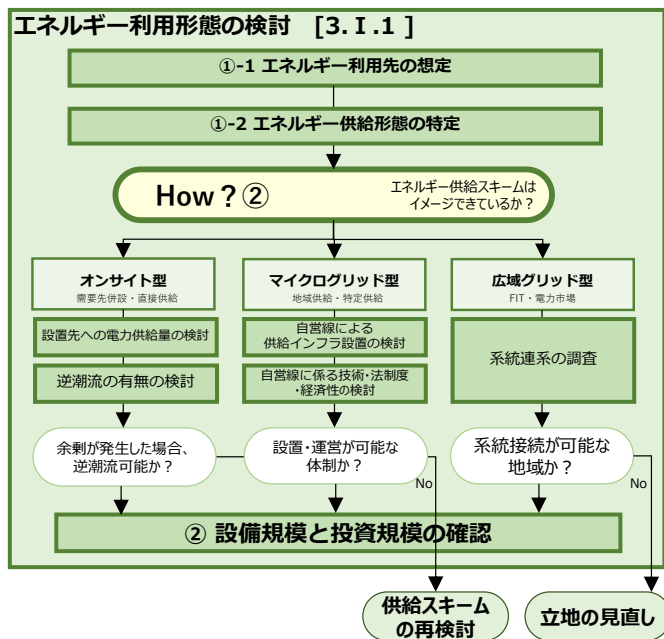 エネルギー利用形態の検討 [3.Ⅰ.1 ]
①-1 エネルギー利用先の想定
①-2 エネルギー供給形態の特定
How？②
エネルギー供給スキームは
イメージできているか？
オンサイト型
需要先併設・直接供給
設置先への電力供給量の検討
逆潮流の有無の検討
余剰が発生した場合、
逆潮流可能か？
マイクログリッド型
地域供給・特定供給
自営線による
供給インフラ設置の検討
自営線に係る技術・法制度
・経済性の検討
設置・運営が可能な
体制か？
No
広域グリッド型
FIT・電力市場
系統連系の調査
系統接続が可能な
地域か？
No
② 設備規模と投資規模の確認
供給スキーム
の再検討
立地の見直し